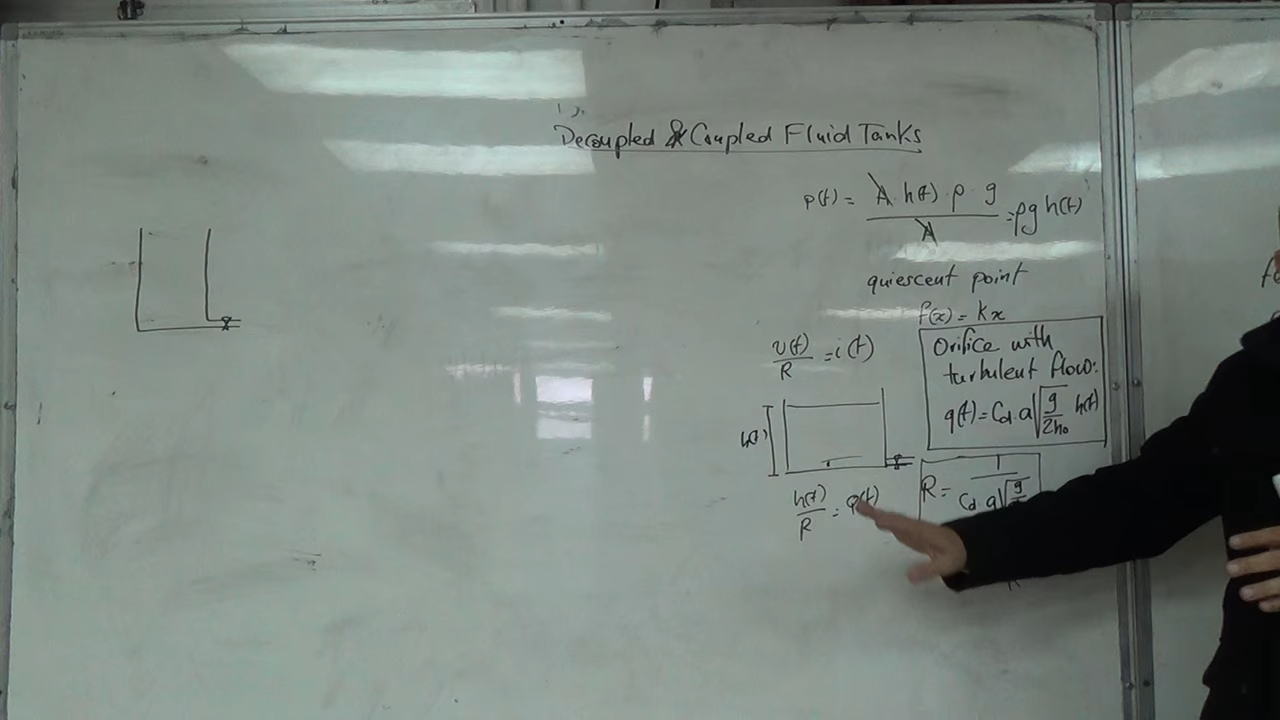 Decoupled & Coupled Fluid Tanks
p(t) = A·h(t)·ρ·g / A = ρg h(t)
quiescent point
f(x) = kx
v(t)/R = i(t)
Orifice with
turbulent flow:
q(t) = Cd a √(g/2h₀) h(t)
h(t)
R = 1 / Cd a √g
h(t)/R = q(t)